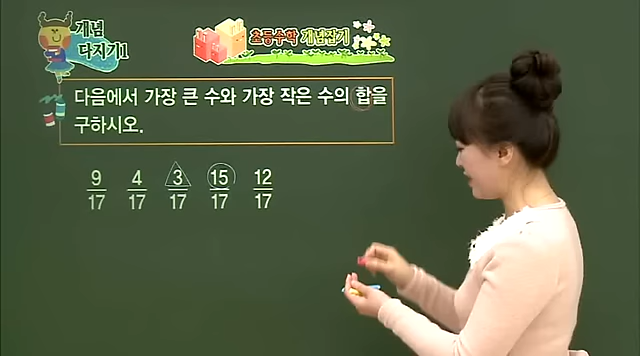 개념
다지기1
초등수학 개념잡기
다음에서 가장 큰 수와 가장 작은 수의 합을
구하시오.
9/17 4/17 3/17 15/17 12/17